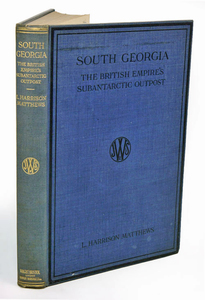 SOUTH
GEORGIA
THE BRITISH
EMPIRE'S
SUBANTARCTIC
OUTPOST
L. HARRISON
MATTHEWS
SOUTH GEORGIA
THE BRITISH EMPIRE'S
SUBANTARCTIC OUTPOST
L. HARRISON MATTHEWS